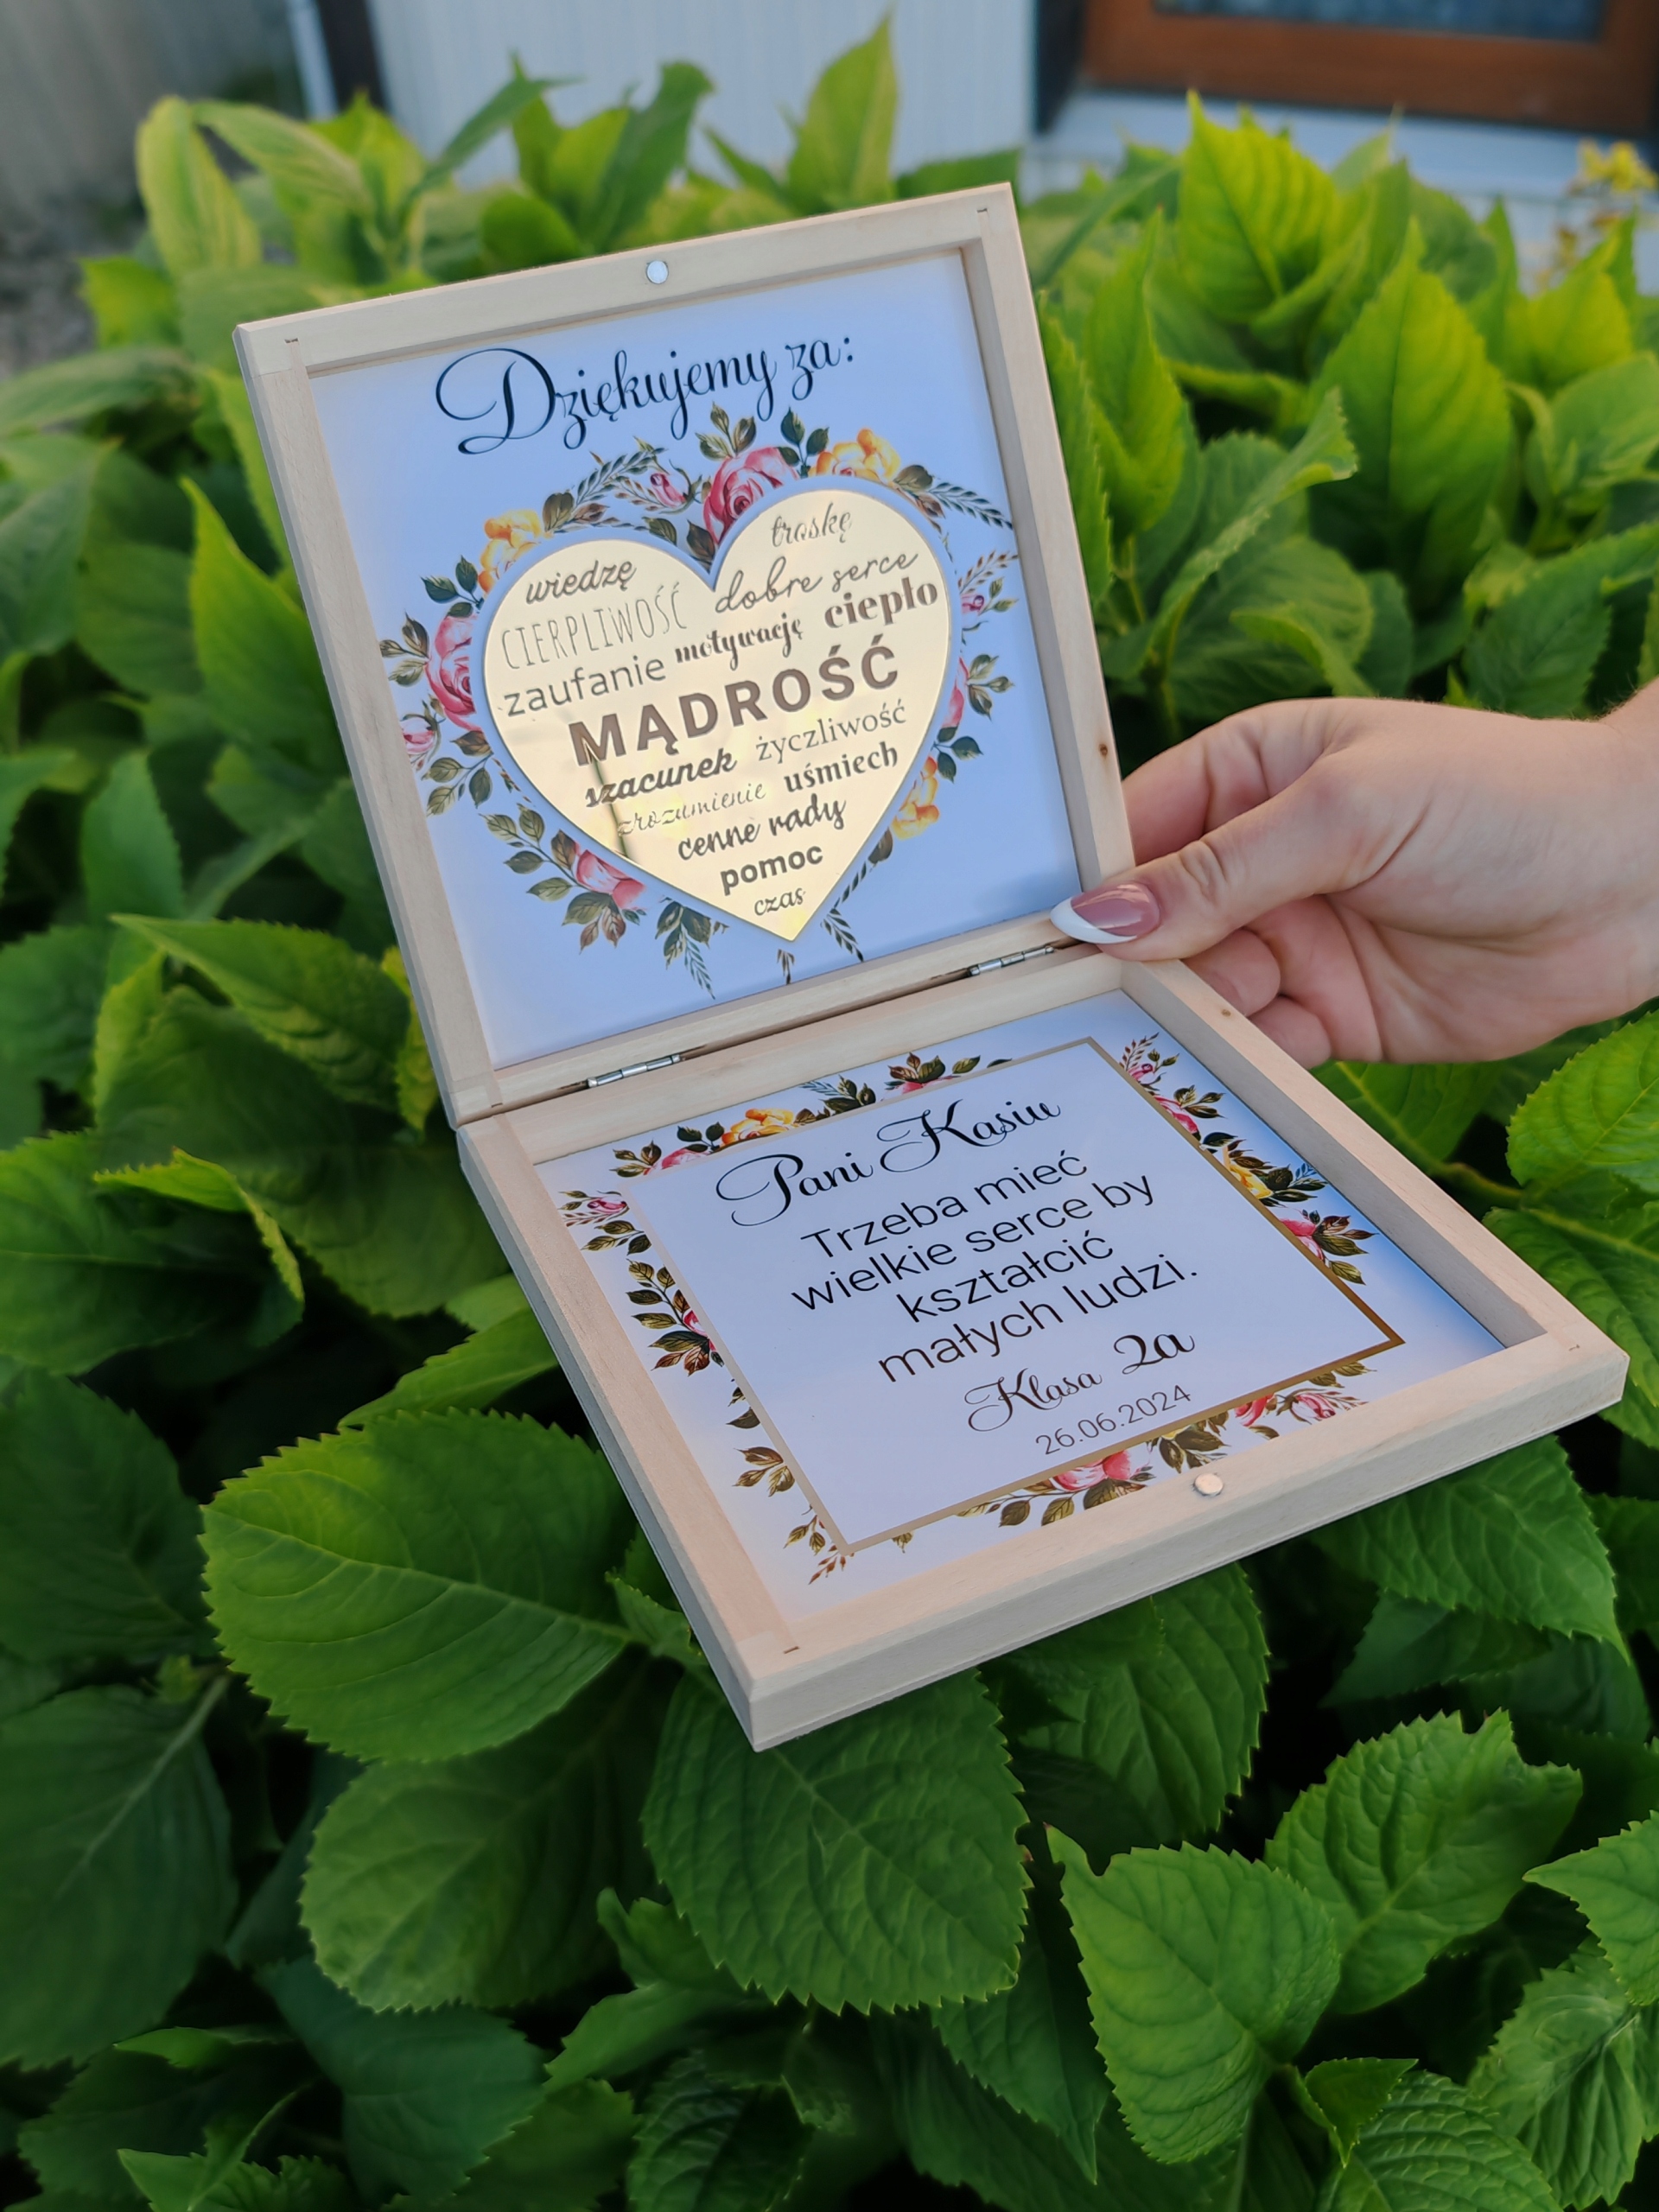 Dziękujemy za:
troskę
wiedzę dobre serce
CIERPLIWOŚĆ motywację ciepło
zaufanie
MĄDROŚĆ
szacunek życzliwość
zrozumienie uśmiech
cenne rady
pomoc
czas
Pani Kasiu
Trzeba mieć
wielkie serce by
kształcić
małych ludzi.
Klasa 2a
26.06.2024